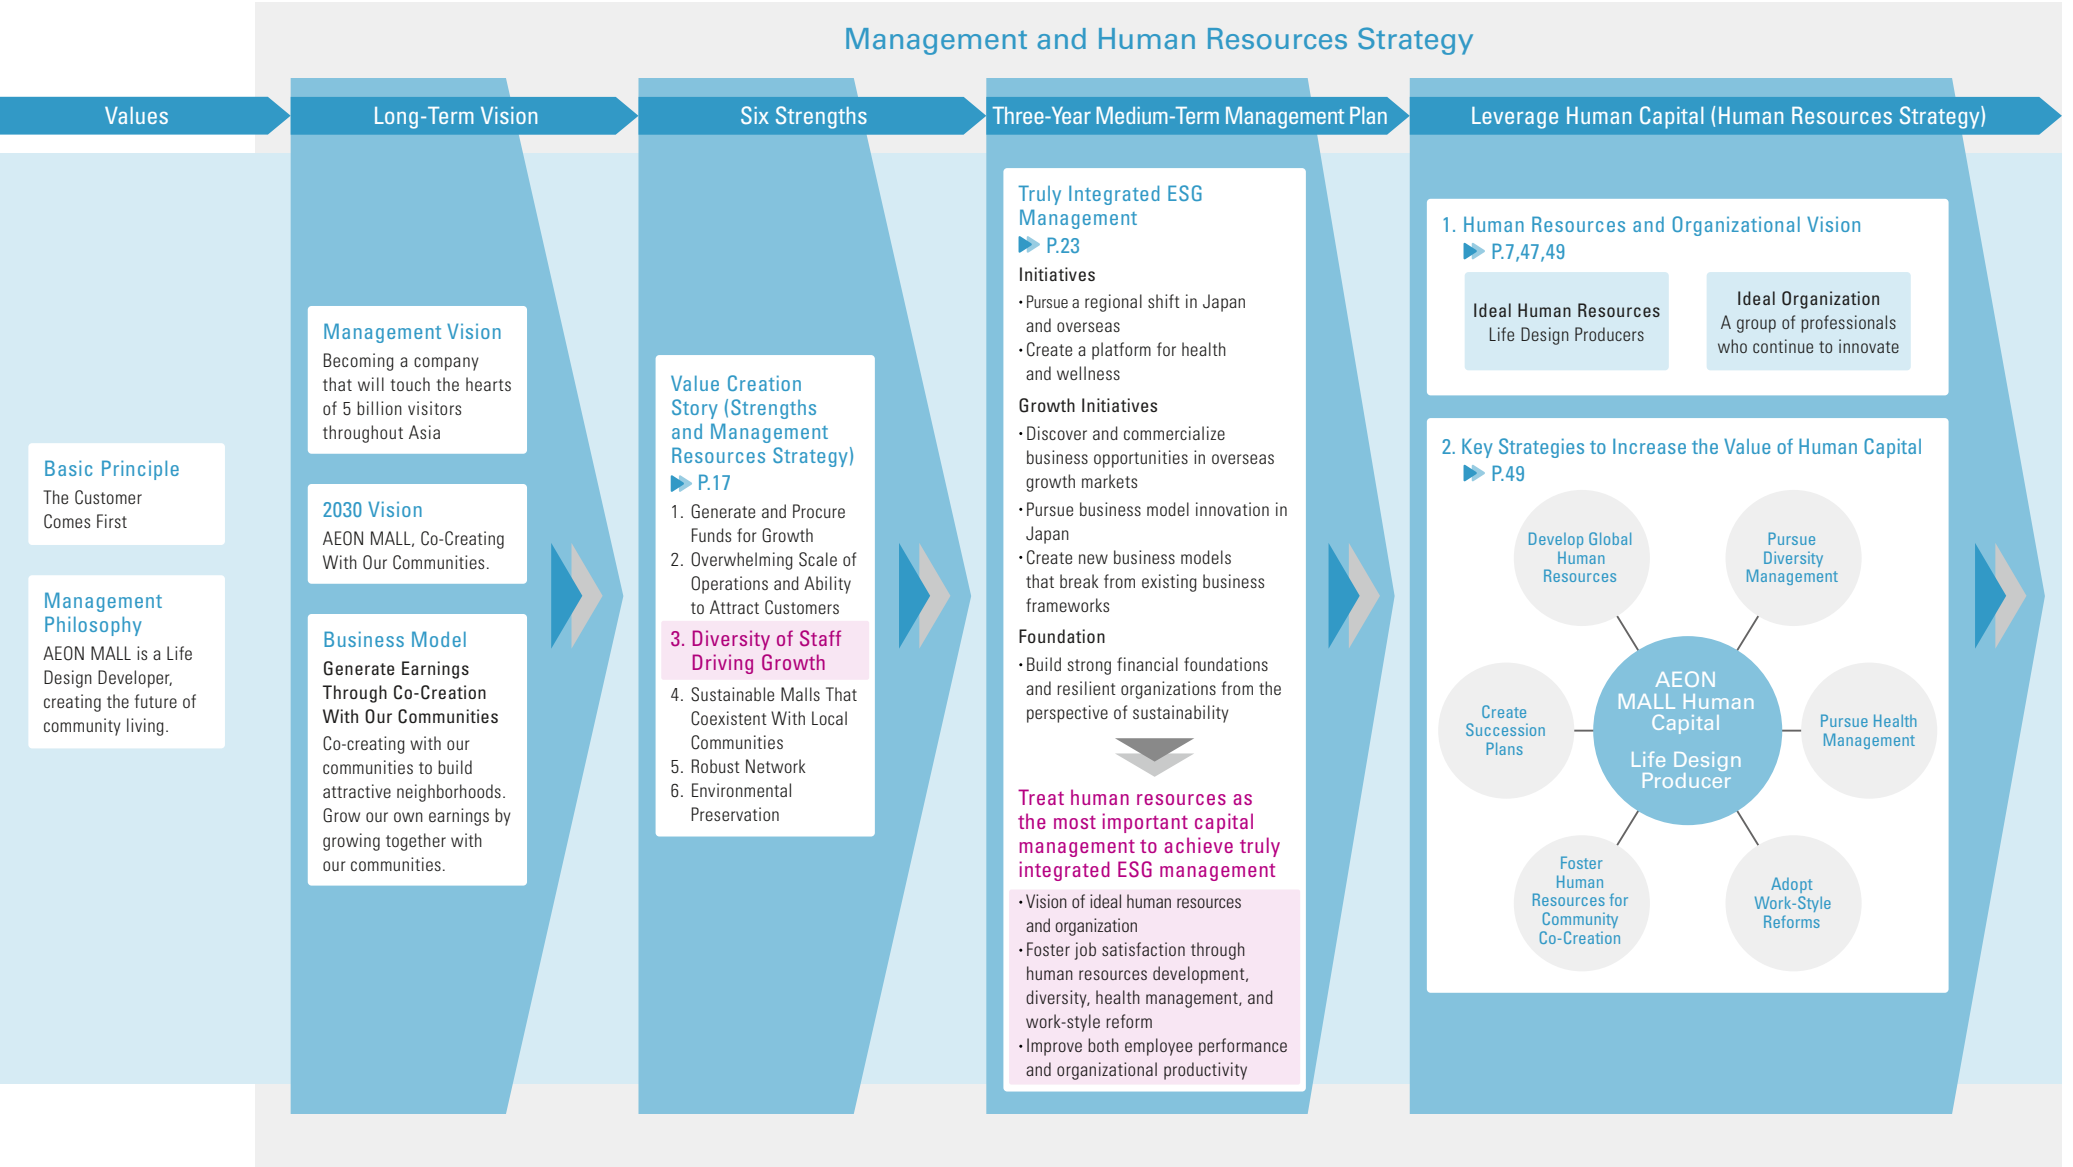 Management and Human Resources Strategy
Values
Long-Term Vision
Six Strengths
Three-Year Medium-Term Management Plan
Leverage Human Capital (Human Resources Strategy)
Basic Principle
The Customer
Comes First
Management
Philosophy
AEON MALL is a Life
Design Developer,
creating the future of
community living.
Management Vision
Becoming a company
that will touch the hearts
of 5 billion visitors
throughout Asia
2030 Vision
AEON MALL, Co-Creating
With Our Communities.
Business Model
Generate Earnings
Through Co-Creation
With Our Communities
Co-creating with our
communities to build
attractive neighborhoods.
Grow our own earnings by
growing together with
our communities.
Value Creation
Story (Strengths
and Management
Resources Strategy)
P.17
1. Generate and Procure
Funds for Growth
2. Overwhelming Scale of
Operations and Ability
to Attract Customers
3. Diversity of Staff
Driving Growth
4. Sustainable Malls That
Coexistent With Local
Communities
5. Robust Network
6. Environmental
Preservation
Truly Integrated ESG
Management
P.23
Initiatives
・Pursue a regional shift in Japan
and overseas
・Create a platform for health
and wellness
Growth Initiatives
・Discover and commercialize
business opportunities in overseas
growth markets
・Pursue business model innovation in
Japan
・Create new business models
that break from existing business
frameworks
Foundation
・Build strong financial foundations
and resilient organizations from the
perspective of sustainability
Treat human resources as
the most important capital
management to achieve truly
integrated ESG management
・Vision of ideal human resources
and organization
・Foster job satisfaction through
human resources development,
diversity, health management, and
work-style reform
・Improve both employee performance
and organizational productivity
1. Human Resources and Organizational Vision
P.7,47,49
Ideal Human Resources
Life Design Producers
Ideal Organization
A group of professionals
who continue to innovate
2. Key Strategies to Increase the Value of Human Capital
P.49
Develop Global
Human
Resources
Pursue
Diversity
Management
Create
Succession
Plans
AEON
MALL Human
Capital
Life Design
Producer
Pursue Health
Management
Foster
Human
Resources for
Community
Co-Creation
Adopt
Work-Style
Reforms